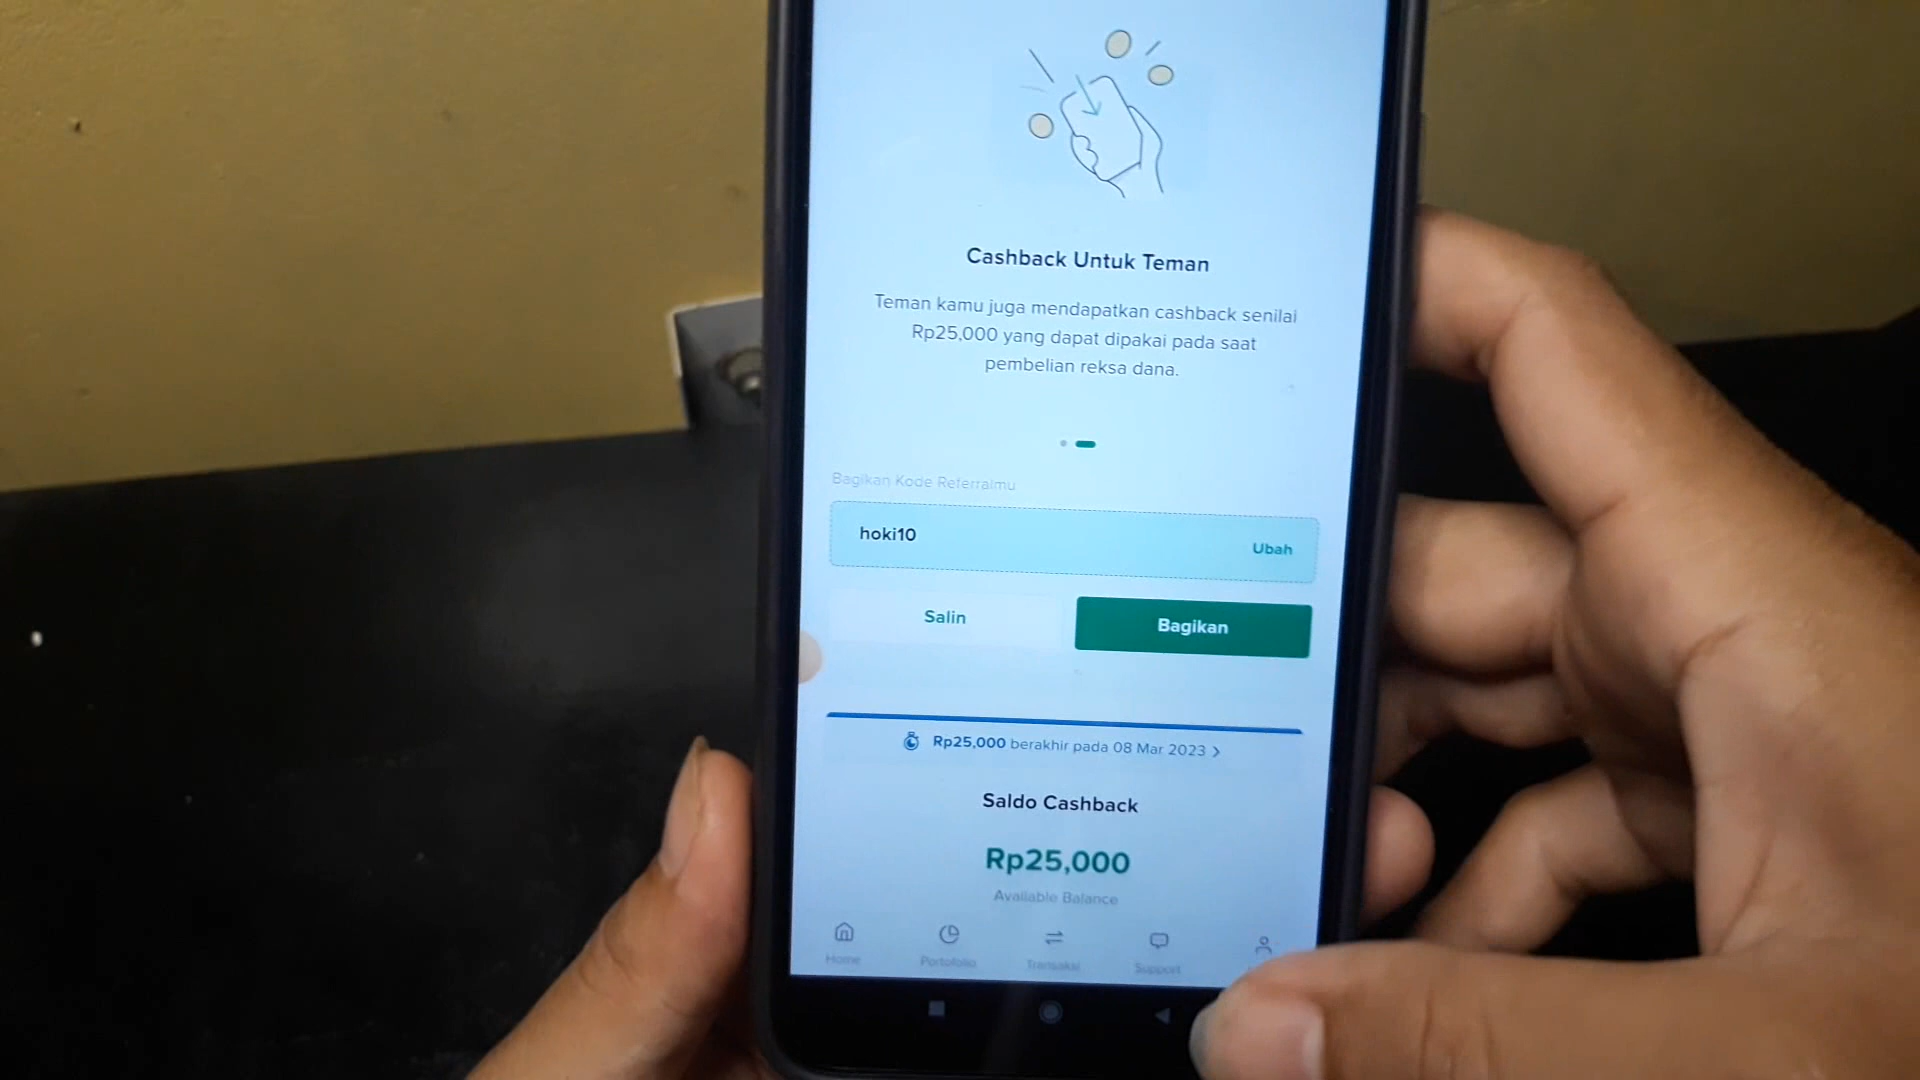 Cashback Untuk Teman
Teman kamu juga mendapatkan cashback senilai
Rp25,000 yang dapat dipakai pada saat
pembelian reksa dana.
Bagikan Kode Referralmu
hoki10
Ubah
Salin
Bagikan
Rp25,000 berakhir pada 08 Mar 2023
Saldo Cashback
Rp25,000
Available Balance
Home
Portofolio
Transaksi
Support